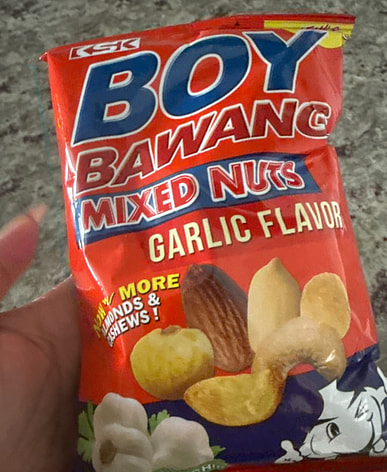 KSK
BOY
BAWANG
MIXED NUTS
GARLIC FLAVOR
MORE
ALMONDS &
CASHEWS!